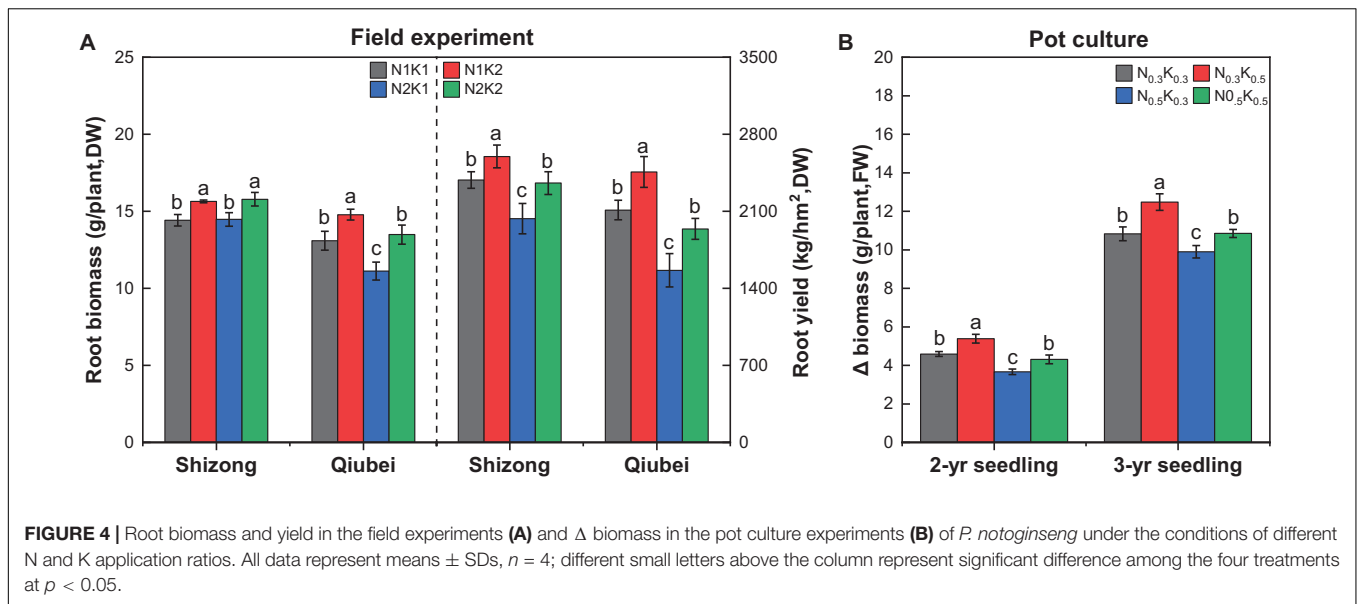 A
Field experiment
N1K1
N1K2
N2K1
N2K2
Root biomass (g/plant,DW)
25
20
15
10
5
0
b
a
b
a
b
a
c
b
b
a
c
b
b
a
c
b
Shizong
Qiubei
Shizong
Qiubei
3500
2800
2100
1400
700
0
Root yield (kg/hm²,DW)
B
Pot culture
N0.3K0.3
N0.3K0.5
N0.5K0.3
N0.5K0.5
Δ biomass (g/plant,FW)
20
18
16
14
12
10
8
6
4
2
0
b
a
c
b
b
a
c
b
2-yr seedling
3-yr seedling
FIGURE 4 | Root biomass and yield in the field experiments (A) and Δ biomass in the pot culture experiments (B) of P. notoginseng under the conditions of different
N and K application ratios. All data represent means ± SDs, n = 4; different small letters above the column represent significant difference among the four treatments
at p < 0.05.